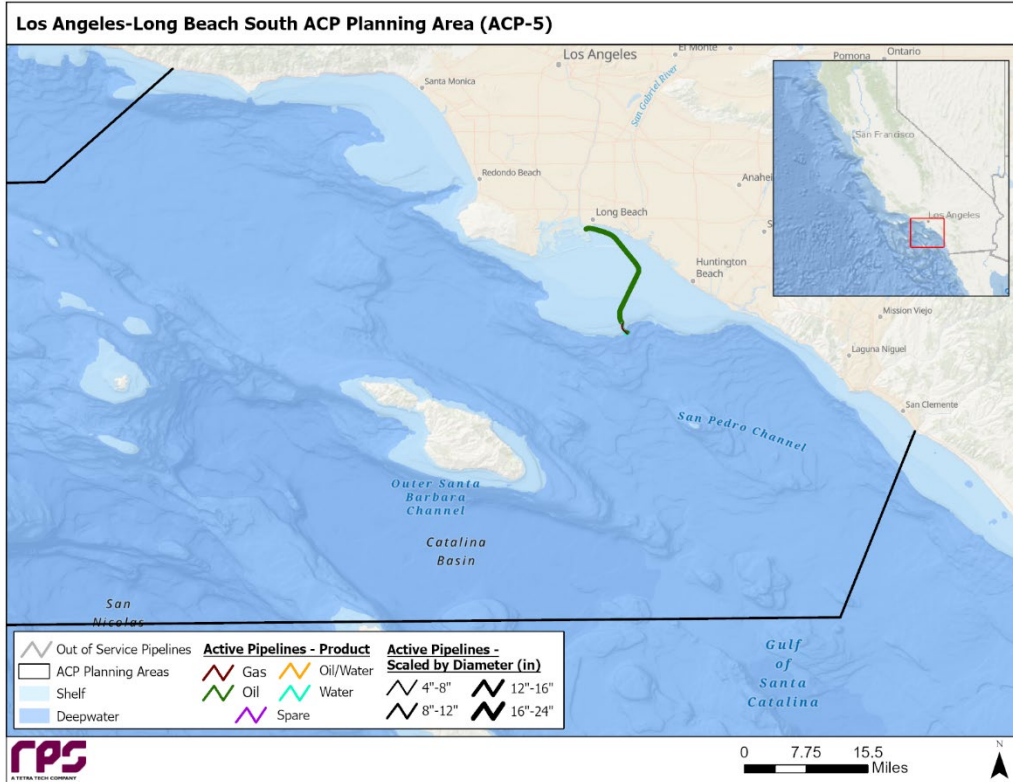 Los Angeles-Long Beach South ACP Planning Area (ACP-5)
Los Angeles
El Monte
Pomona
Ontario
Santa Monica
San Gabriel River
San Francisco
Redondo Beach
Anahei
Long Beach
Los Angeles
Huntington
Beach
Mission Viejo
Laguna Niguel
San Clemente
San Pedro Channel
Outer Santa
Barbara
Channel
Catalina
Basin
San
Nicolas
Gulf
of
Santa
Catalina
Out of Service Pipelines
ACP Planning Areas
Shelf
Deepwater
Active Pipelines - Product
Gas
Oil/Water
Oil
Water
Spare
Active Pipelines -
Scaled by Diameter (in)
4"-8"
12"-16"
8"-12"
16"-24"
rps
A TETRA TECH COMPANY
0 7.75 15.5
Miles
N